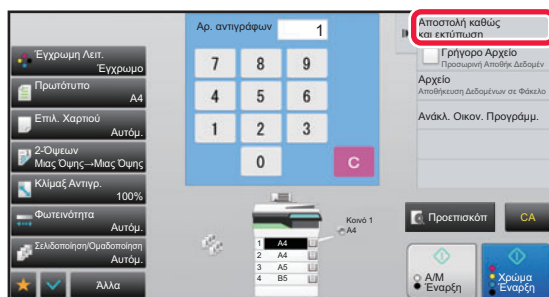 Έγχρωμη Λειτ.
Έγχρωμο
Πρωτότυπο
A4
Επιλ. Χαρτιού
Αυτόμ.
2-Όψεων
Μιας Όψης→Μιας Όψης
Κλίμαξ Αντιγρ.
100%
Φωτεινότητα
Αυτόμ.
Σελιδοποίηση/Ομαδοποίηση
Αυτόμ.
Άλλα
Αρ. αντιγράφων
1
7 8 9
4 5 6
1 2 3
0 C
Κοινό 1
A4
1 A4
2 A4
3 A5
4 B5
Αποστολή καθώς
και εκτύπωση
Γρήγορο Αρχείο
Προσωρινή Αποθήκ Δεδομέν
Αρχείο
Αποθήκευση Δεδομένων σε Φάκελο
Ανάκλ. Οικον. Προγράμμ.
Προεπισκόπ
CA
Α/Μ
Έναρξη
Χρώμα
Έναρξη